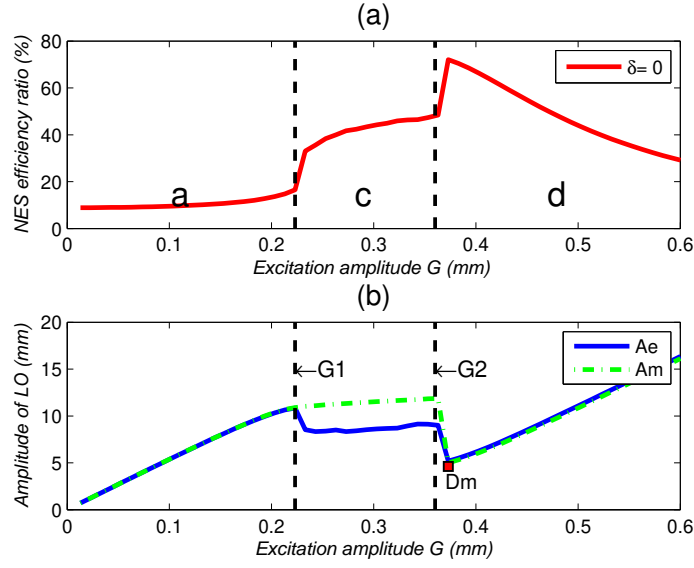 (a)
NES efficiency ratio (%)
80
60
40
20
0
δ= 0
a
c
d
0
0.1
0.2
0.3
0.4
0.5
0.6
Excitation amplitude G (mm)
(b)
Amplitude of LO (mm)
20
15
10
5
0
←G1
←G2
Ae
Am
Dm
0
0.1
0.2
0.3
0.4
0.5
0.6
Excitation amplitude G (mm)